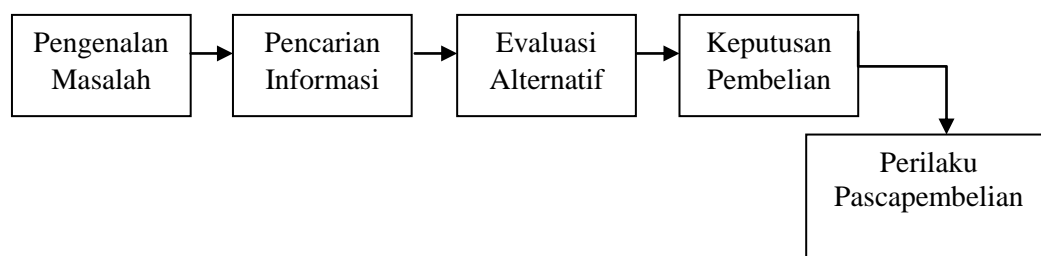 Pengenalan
Masalah
Pencarian
Informasi
Evaluasi
Alternatif
Keputusan
Pembelian
Perilaku
Pascapembelian